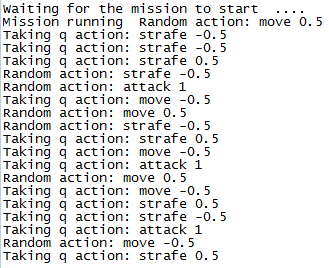 Waiting for the mission to start  ....
Mission running  Random action: move 0.5
Taking q action: strafe -0.5
Taking q action: strafe -0.5
Taking q action: strafe 0.5
Random action: strafe -0.5
Random action: attack 1
Taking q action: move -0.5
Random action: move 0.5
Random action: strafe -0.5
Taking q action: strafe 0.5
Taking q action: move -0.5
Taking q action: attack 1
Random action: move 0.5
Taking q action: move -0.5
Taking q action: strafe 0.5
Taking q action: strafe -0.5
Taking q action: attack 1
Random action: move -0.5
Taking q action: strafe 0.5